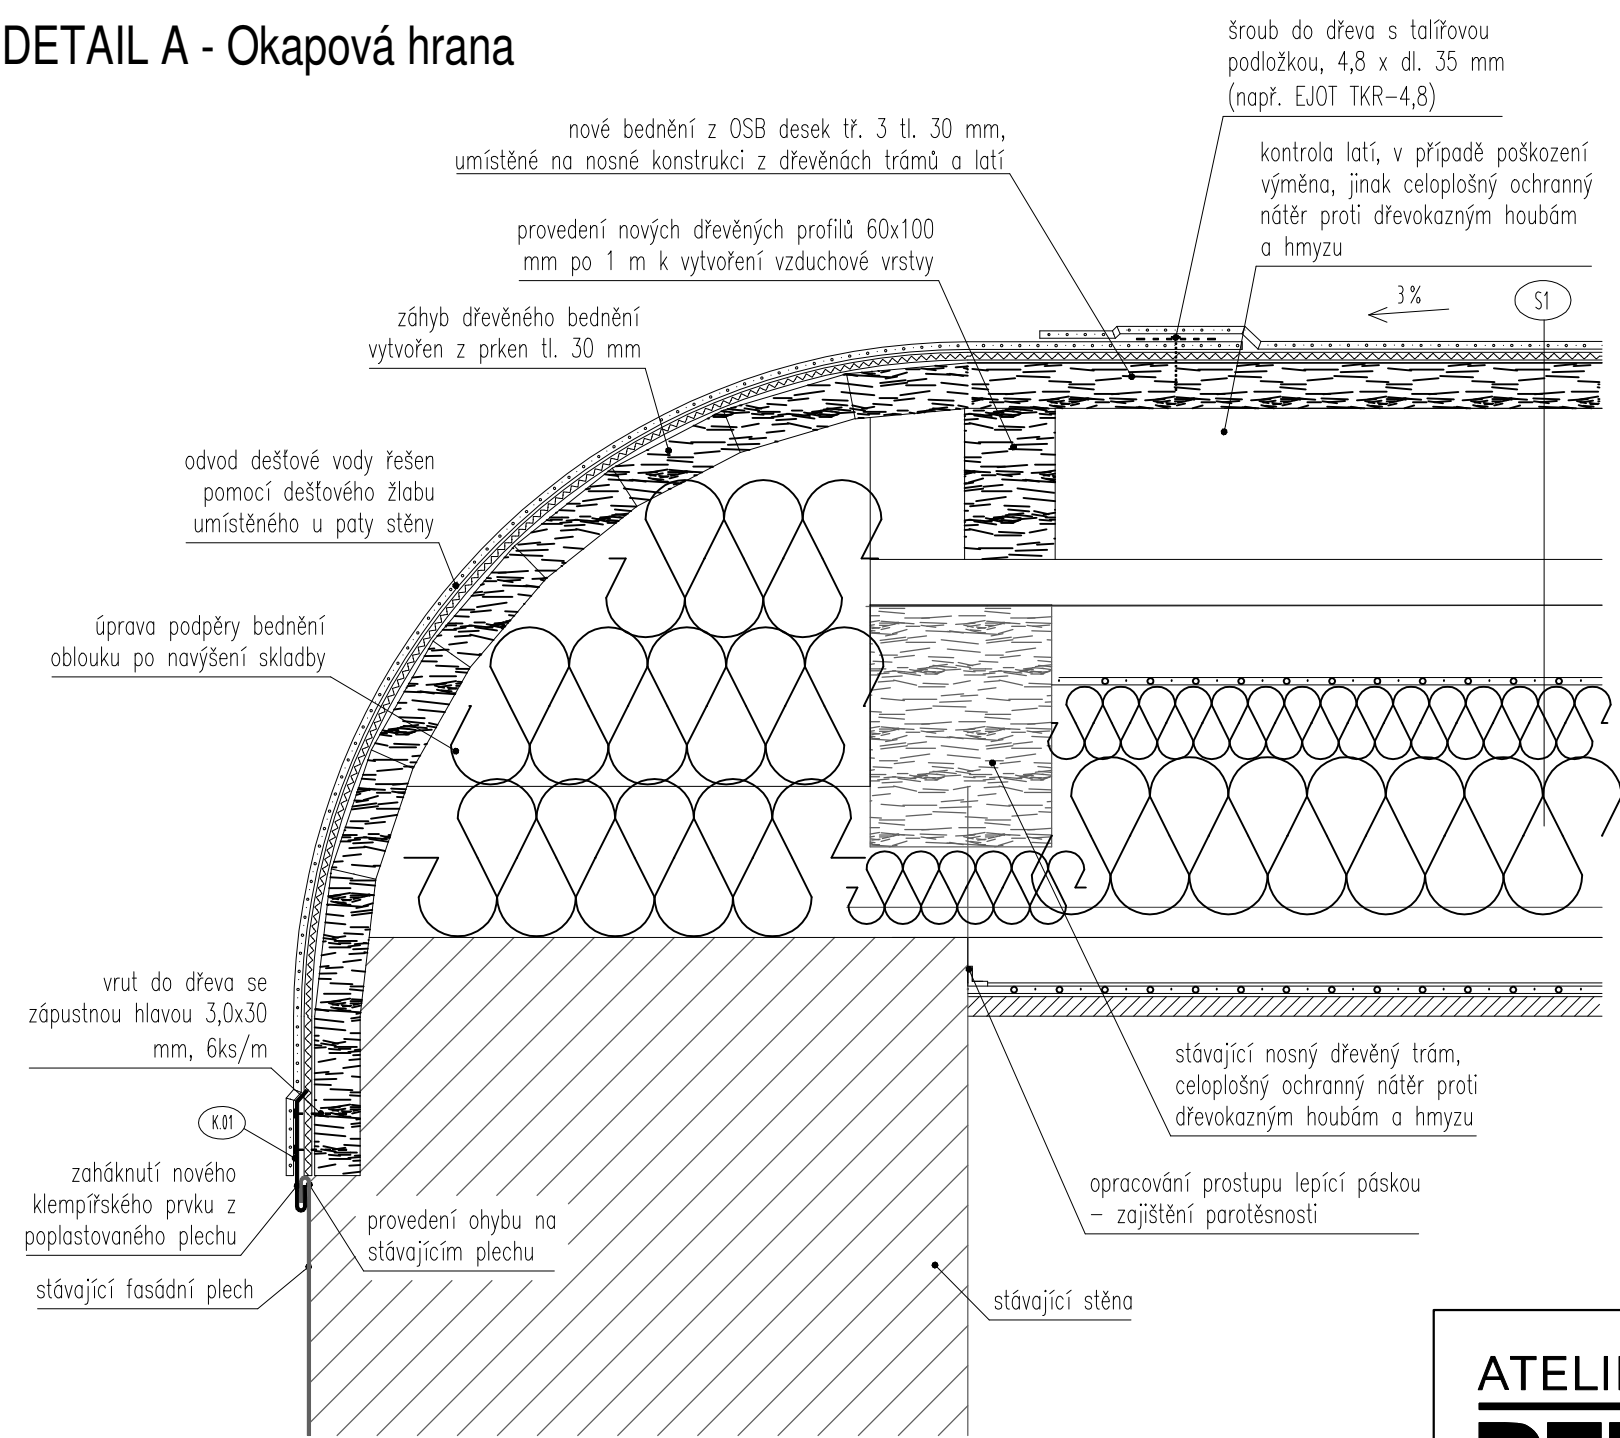 DETAIL A - Okapová hrana
šroub do dřeva s talířovou
podložkou, 4,8 x dl. 35 mm
(např. EJOT TKR-4,8)
nové bednění z OSB desek tř. 3 tl. 30 mm,
umístěné na nosné konstrukci z dřevěnách trámů a latí
kontrola latí, v případě poškození
výměna, jinak celoplošný ochranný
nátěr proti dřevokazným houbám
a hmyzu
provedení nových dřevěných profilů 60x100
mm po 1 m k vytvoření vzduchové vrstvy
3%
S1
záhyb dřevěného bednění
vytvořen z prken tl. 30 mm
odvod dešťové vody řešen
pomocí dešťového žlabu
umístěného u paty stěny
úprava podpěry bednění
oblouku po navýšení skladby
vrut do dřeva se
zápustnou hlavou 3,0x30
mm, 6ks/m
K.01
zaháknutí nového
klempířského prvku z
poplastovaného plechu
stávající fasádní plech
provedení ohybu na
stávajícím plechu
stávající nosný dřevěný trám,
celoplošný ochranný nátěr proti
dřevokazným houbám a hmyzu
opracování prostupu lepící páskou
– zajištění parotěsnosti
stávající stěna